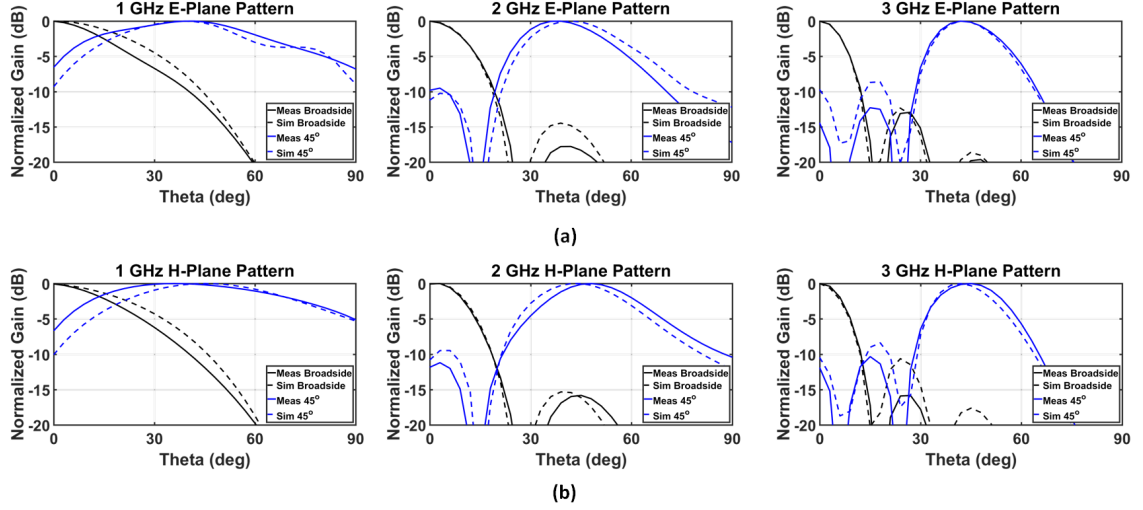 1 GHz E-Plane Pattern
Normalized Gain (dB)
0
-5
-10
-15
-20
0 30 60 90
Theta (deg)
Meas Broadside
Sim Broadside
Meas 45°
Sim 45°
2 GHz E-Plane Pattern
Normalized Gain (dB)
0
-5
-10
-15
-20
0 30 60 90
Theta (deg)
Meas Broadside
Sim Broadside
Meas 45°
Sim 45°
3 GHz E-Plane Pattern
Normalized Gain (dB)
0
-5
-10
-15
-20
0 30 60 90
Theta (deg)
Meas Broadside
Sim Broadside
Meas 45°
Sim 45°
(a)
1 GHz H-Plane Pattern
Normalized Gain (dB)
0
-5
-10
-15
-20
0 30 60 90
Theta (deg)
Meas Broadside
Sim Broadside
Meas 45°
Sim 45°
2 GHz H-Plane Pattern
Normalized Gain (dB)
0
-5
-10
-15
-20
0 30 60 90
Theta (deg)
Meas Broadside
Sim Broadside
Meas 45°
Sim 45°
3 GHz H-Plane Pattern
Normalized Gain (dB)
0
-5
-10
-15
-20
0 30 60 90
Theta (deg)
Meas Broadside
Sim Broadside
Meas 45°
Sim 45°
(b)